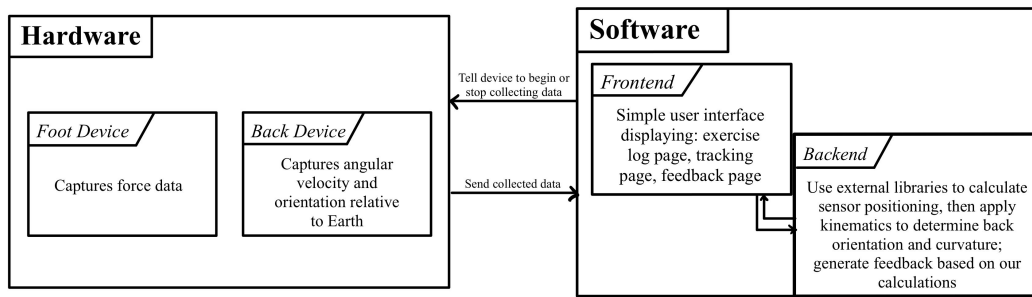 Hardware
Foot Device
Captures force data
Back Device
Captures angular
velocity and
orientation relative
to Earth
Tell device to begin or
stop collecting data
Send collected data
Software
Frontend
Simple user interface
displaying: exercise
log page, tracking
page, feedback page
Backend
Use external libraries to calculate
sensor positioning, then apply
kinematics to determine back
orientation and curvature;
generate feedback based on our
calculations